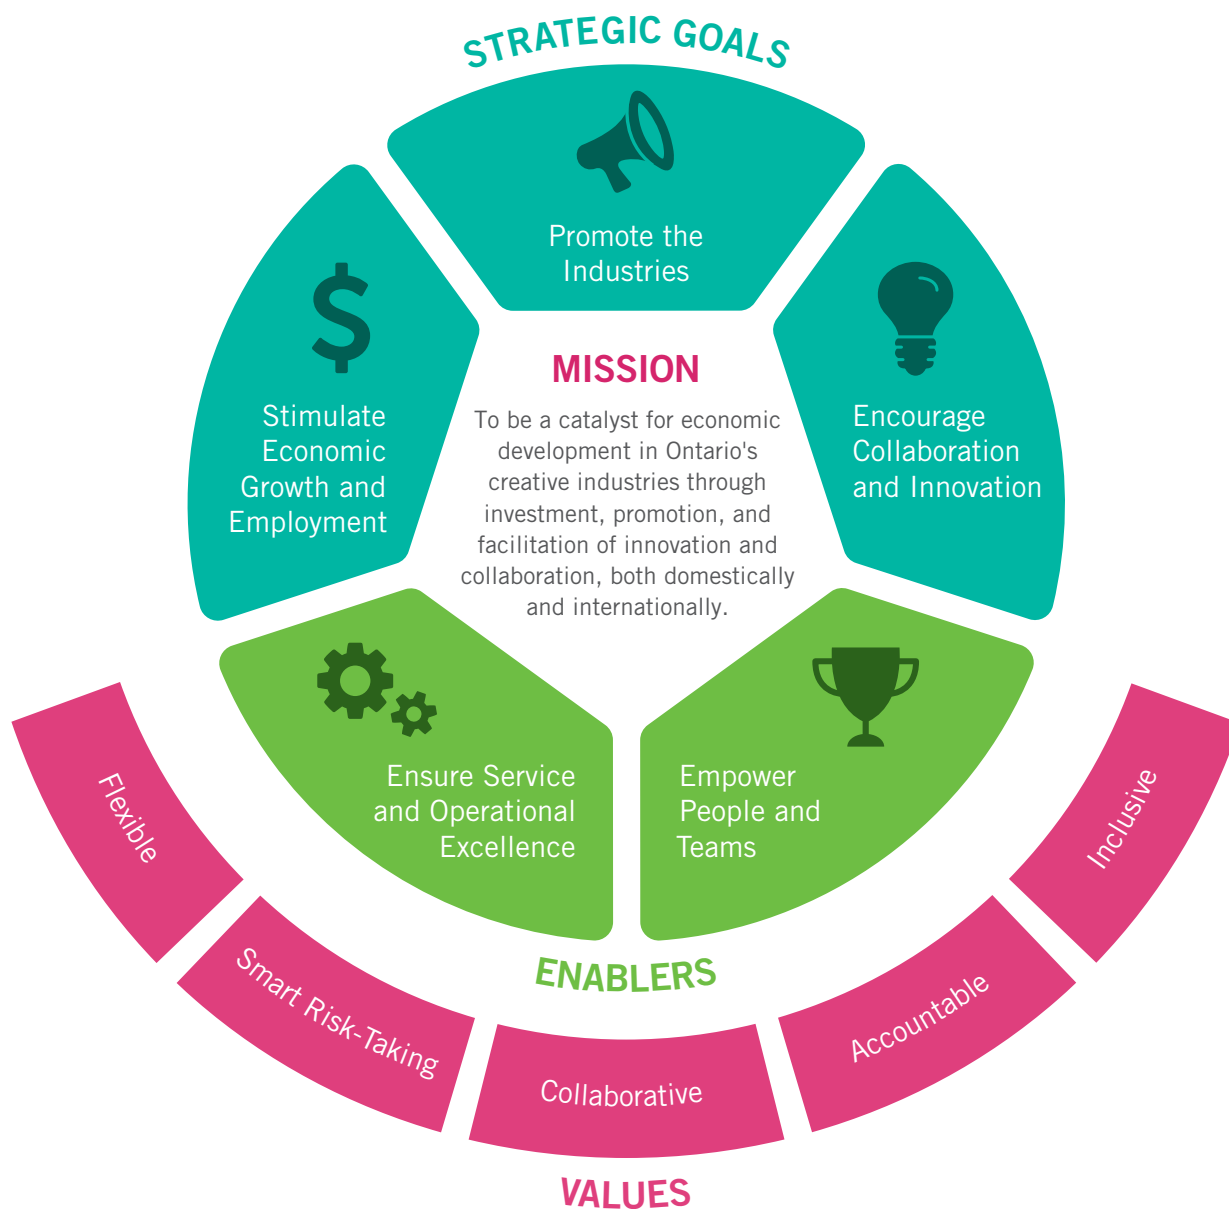 STRATEGIC GOALS
Promote the
Industries
Stimulate
Economic
Growth and
Employment
MISSION
To be a catalyst for economic
development in Ontario's
creative industries through
investment, promotion, and
facilitation of innovation and
collaboration, both domestically
and internationally.
Encourage
Collaboration
and Innovation
Ensure Service
and Operational
Excellence
Empower
People and
Teams
ENABLERS
Flexible
Smart Risk-Taking
Collaborative
Accountable
Inclusive
VALUES